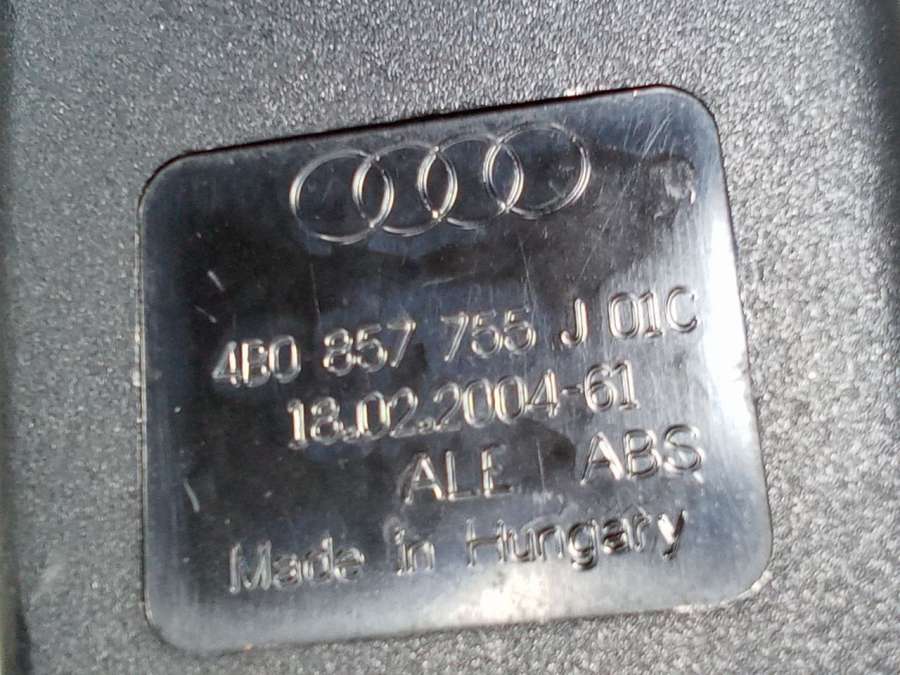 4B0 857 755 J 01C
18.02.2004-61
ALE ABS
Made in Hungary